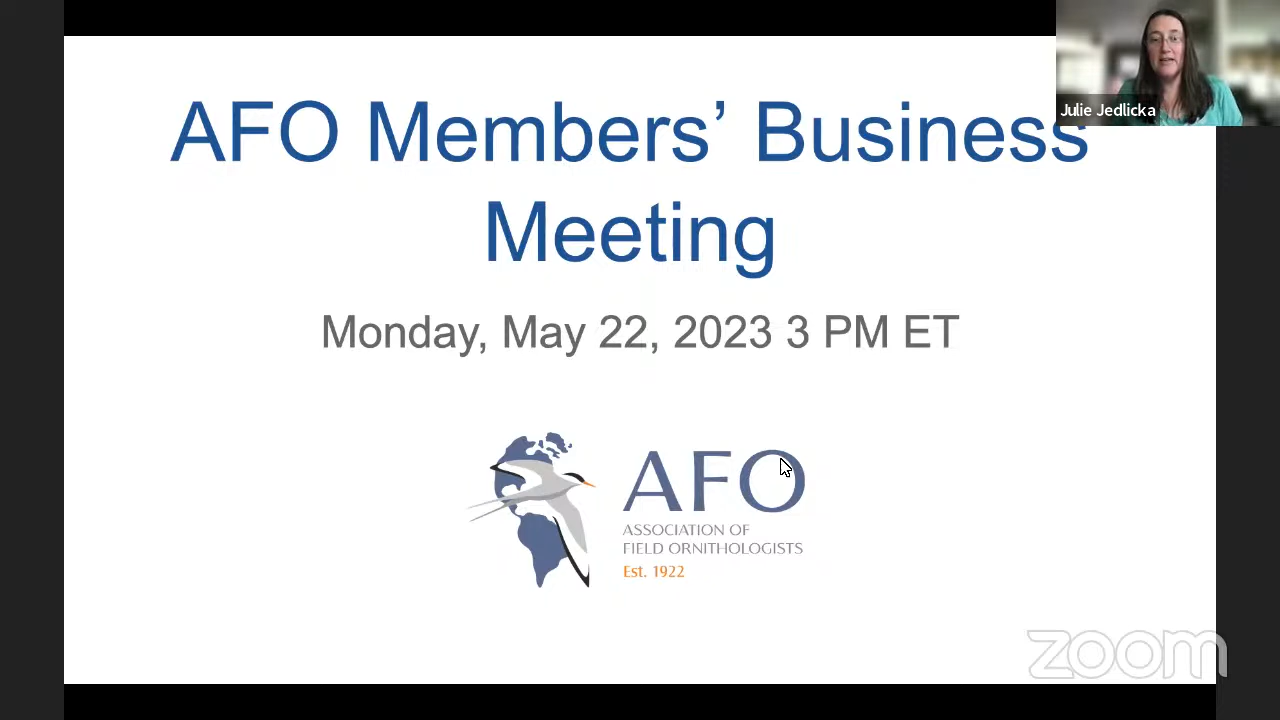 AFO Members’ Business
Meeting
Monday, May 22, 2023 3 PM ET
AFO
ASSOCIATION OF
FIELD ORNITHOLOGISTS
Est. 1922
Julie Jedlicka
zoom